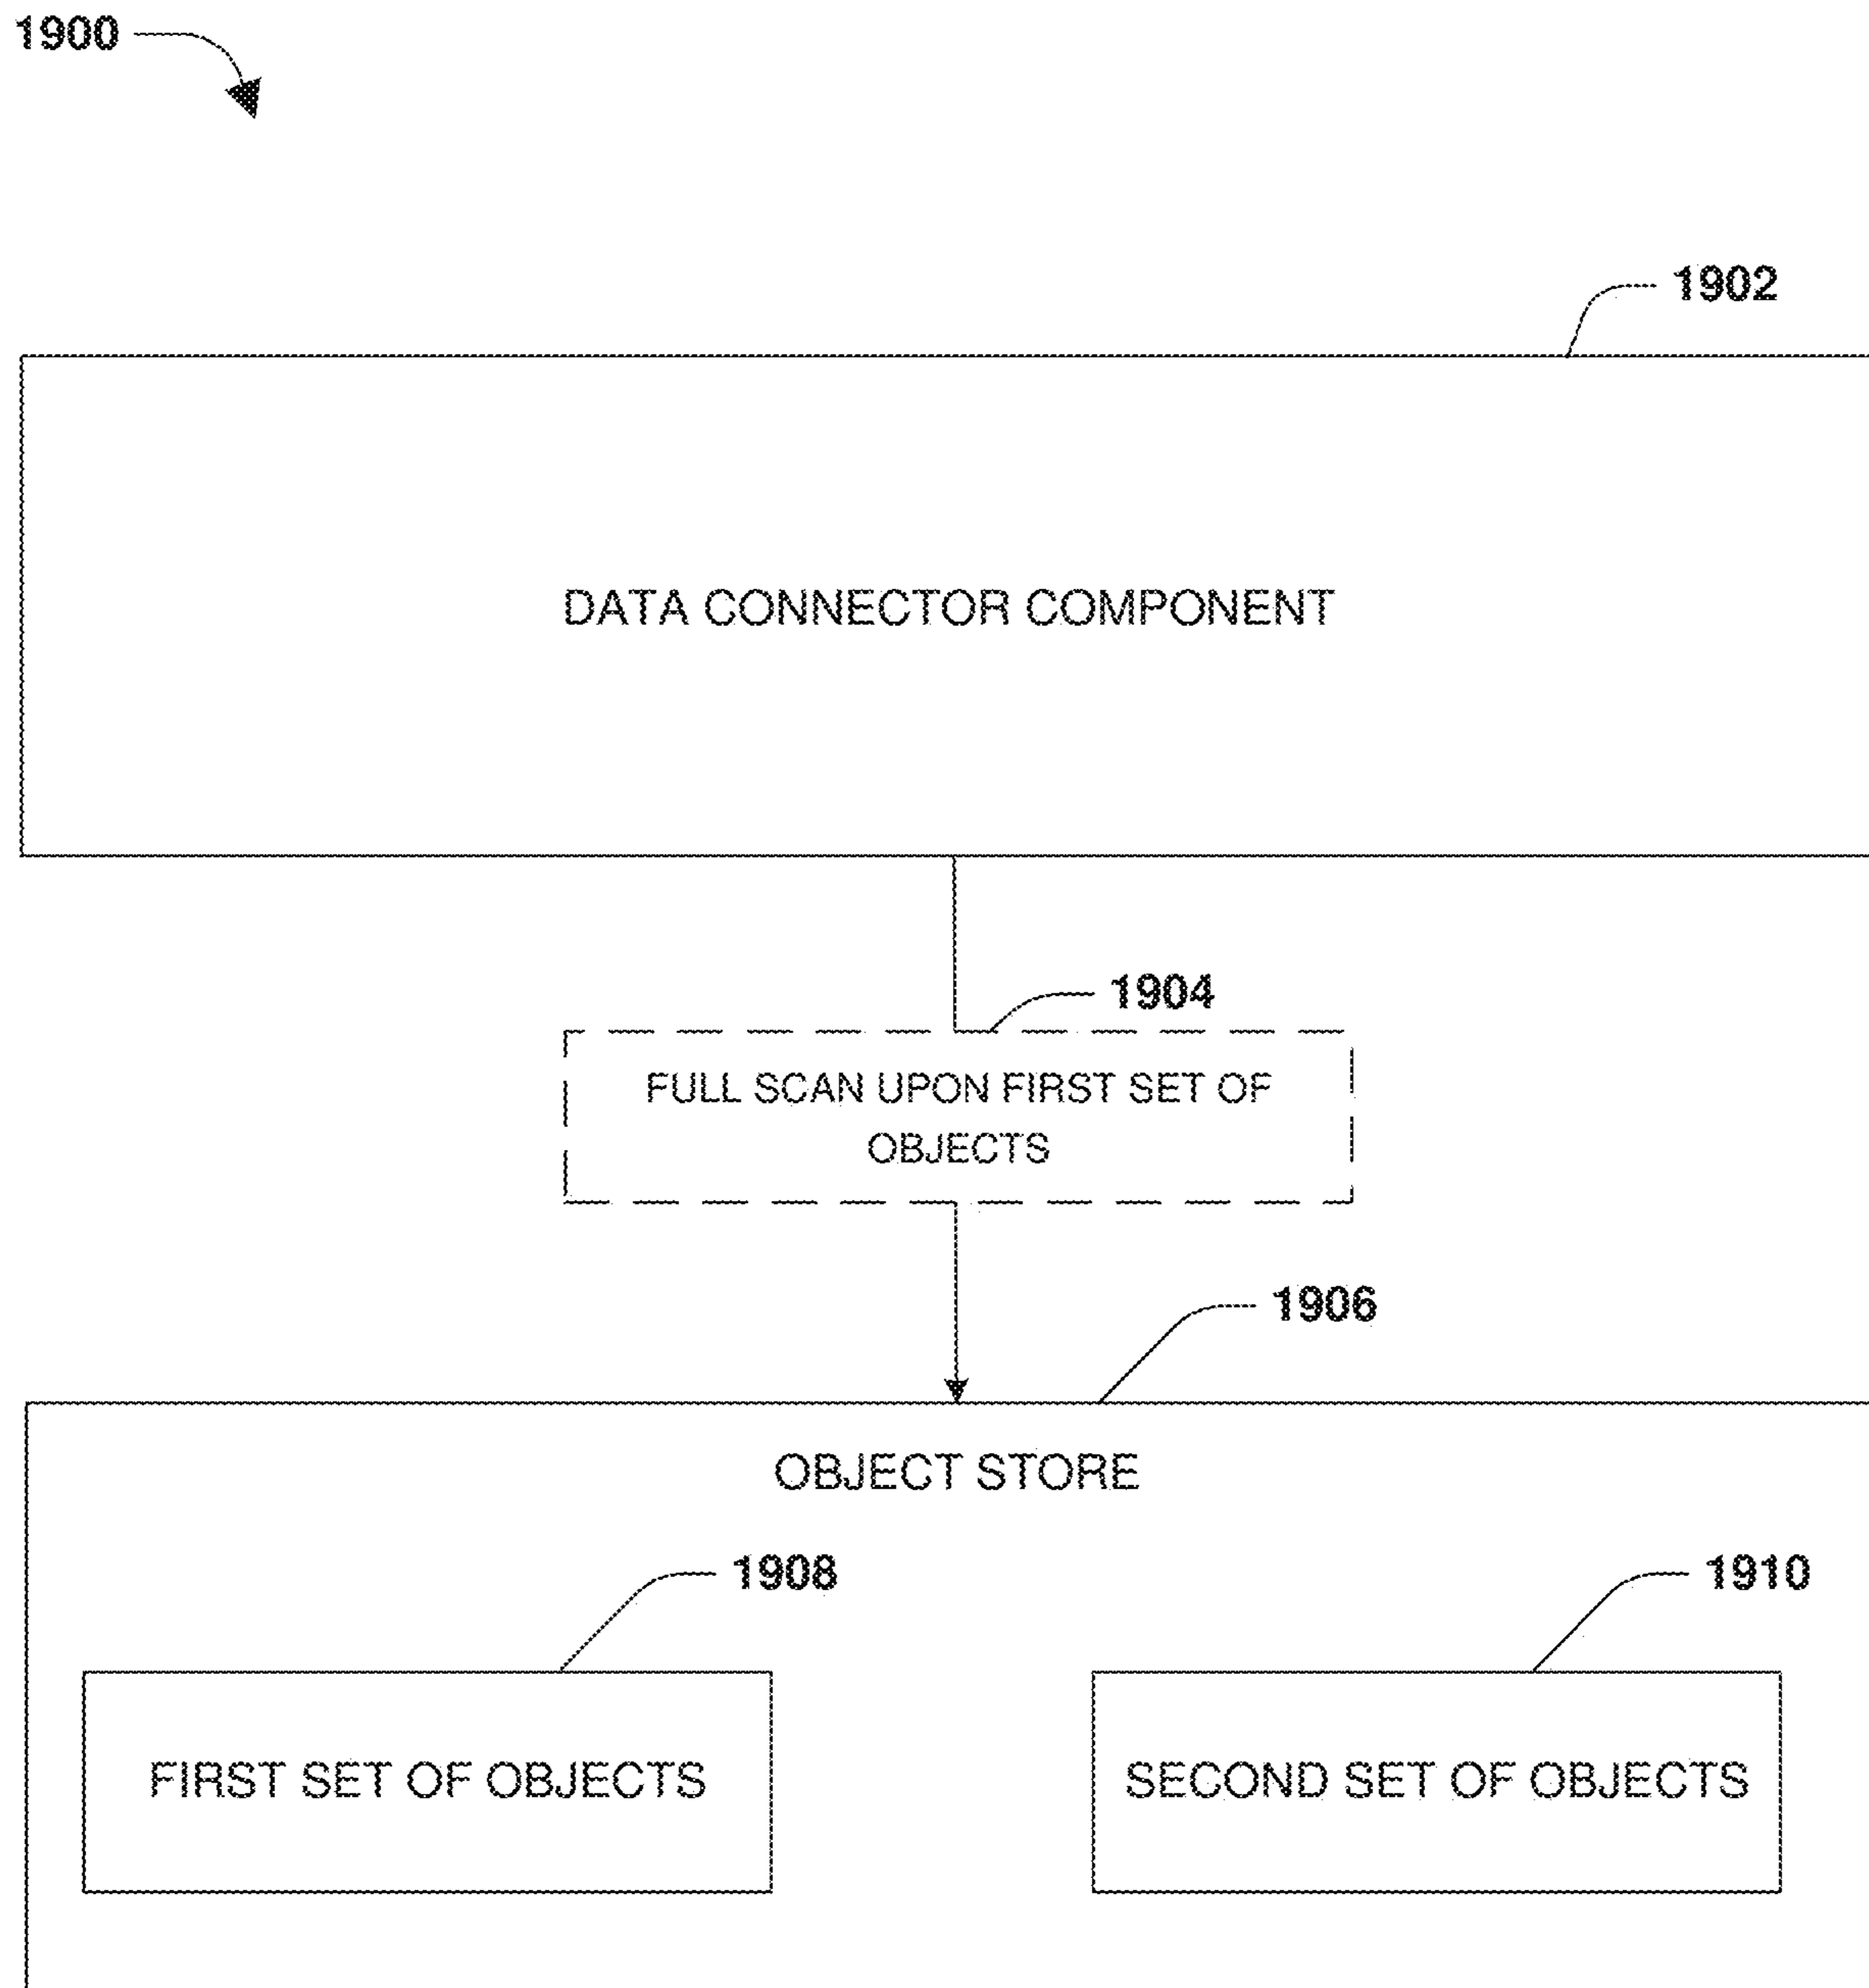 1900
1902
DATA CONNECTOR COMPONENT
1904
FULL SCAN UPON FIRST SET OF
OBJECTS
1906
OBJECT STORE
1908
1910
FIRST SET OF OBJECTS
SECOND SET OF OBJECTS